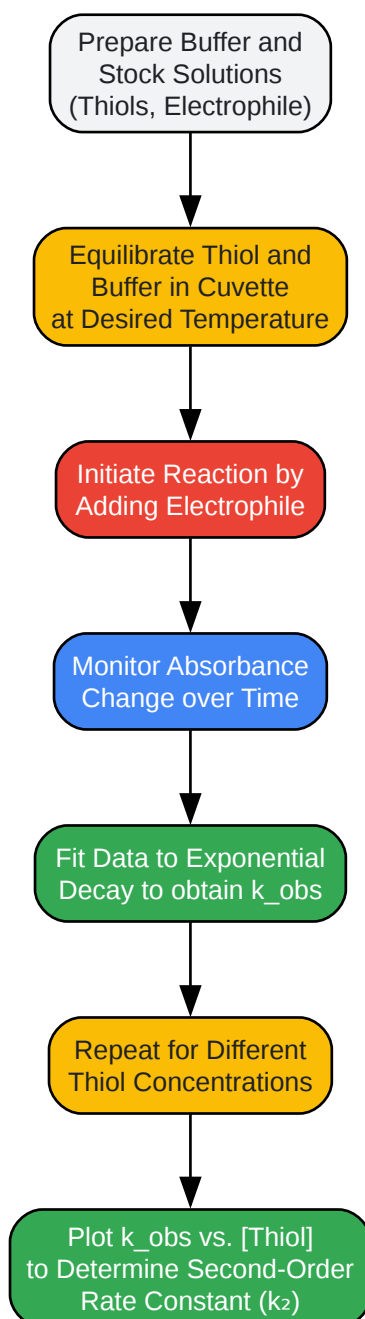 Prepare Buffer and
Stock Solutions
(Thiols, Electrophile)
Equilibrate Thiol and
Buffer in Cuvette
at Desired Temperature
Initiate Reaction by
Adding Electrophile
Monitor Absorbance
Change over Time
Fit Data to Exponential
Decay to obtain k_obs
Repeat for Different
Thiol Concentrations
Plot k_obs vs. [Thiol]
to Determine Second-Order
Rate Constant (k₂)